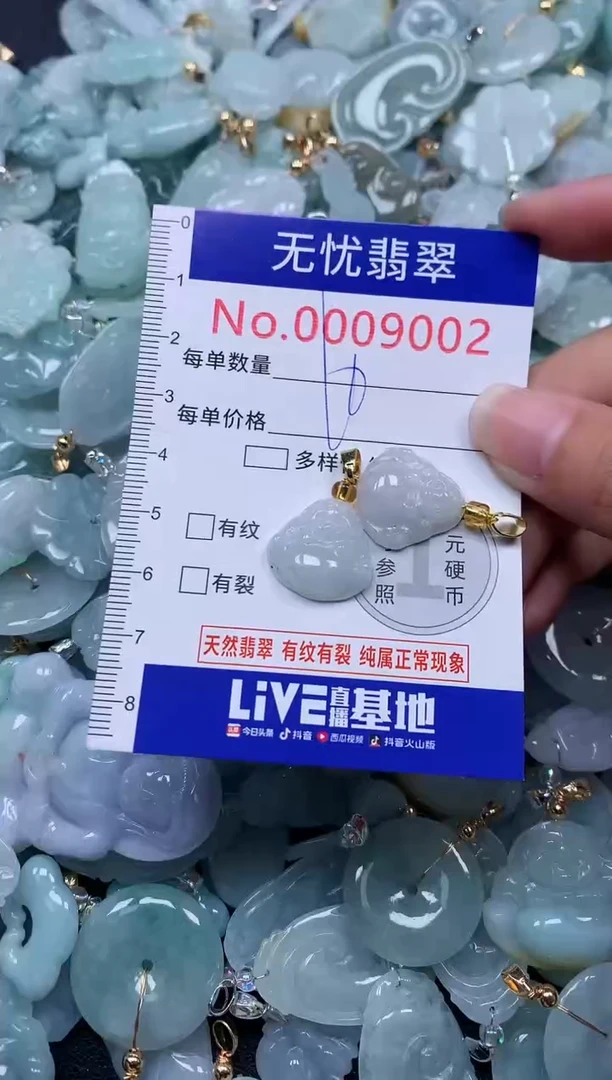 0
无忧翡翠
1
No.0009002
2
每单数量
3
每单价格
4
多样
5
有纹
元
硬
币
参
照
1
6
有裂
7
天然翡翠 有纹有裂 纯属正常现象
8
LiVE直播基地
头条 今日头条 抖音 西瓜视频 抖音火山版